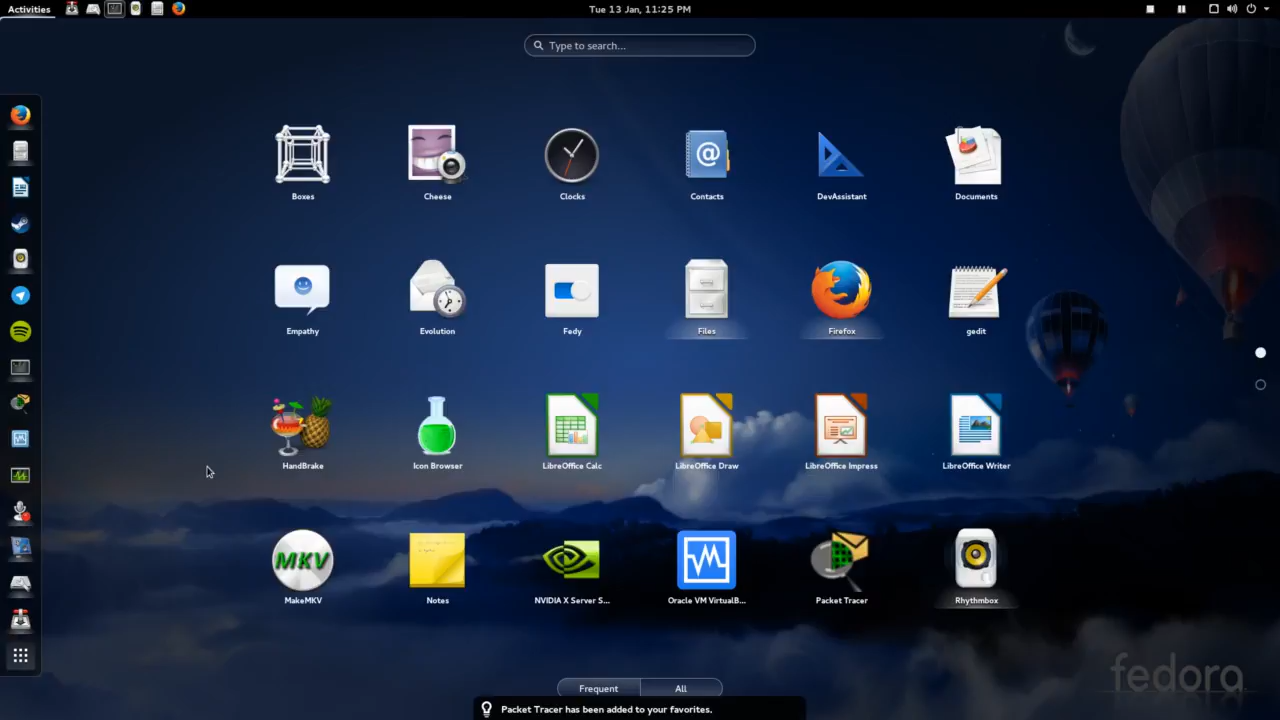 Activities
Tue 13 Jan, 11:25 PM
Type to search...
@
Boxes
Cheese
Clocks
Contacts
DevAssistant
Documents
Empathy
Evolution
Fedy
Files
Firefox
gedit
HandBrake
Icon Browser
LibreOffice Calc
LibreOffice Draw
LibreOffice Impress
LibreOffice Writer
MKV
MakeMKV
Notes
NVIDIA X Server S...
Oracle VM VirtualB...
Packet Tracer
Rhythmbox
fedora
Frequent
All
Packet Tracer has been added to your favorites.